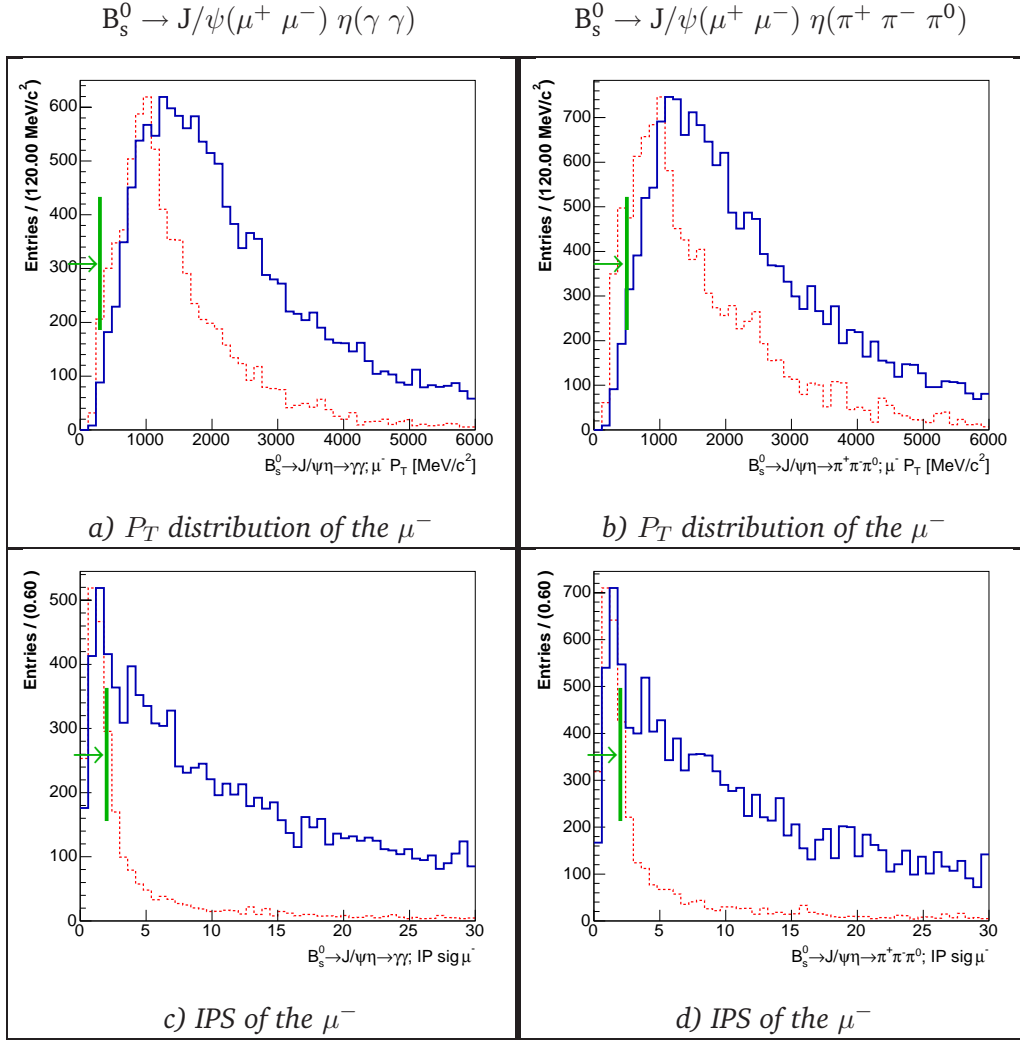 B⁰ₛ → J/ψ(μ⁺ μ⁻) η(γ γ)
B⁰ₛ → J/ψ(μ⁺ μ⁻) η(π⁺ π⁻ π⁰)
Entries / (120.00 MeV/c²)
600
500
400
300
200
100
0
0 1000 2000 3000 4000 5000 6000
B⁰ₛ→J/ψη→γγ; μ⁻ P_T [MeV/c²]
a) P_T distribution of the μ⁻
Entries / (120.00 MeV/c²)
700
600
500
400
300
200
100
0
0 1000 2000 3000 4000 5000 6000
B⁰ₛ→J/ψη→π⁺π⁻π⁰; μ⁻ P_T [MeV/c²]
b) P_T distribution of the μ⁻
Entries / (0.60 )
500
400
300
200
100
0
0 5 10 15 20 25 30
B⁰ₛ→J/ψη→γγ; IP sig μ⁻
c) IPS of the μ⁻
Entries / (0.60 )
700
600
500
400
300
200
100
0
0 5 10 15 20 25 30
B⁰ₛ→J/ψη→π⁺π⁻π⁰; IP sig μ⁻
d) IPS of the μ⁻